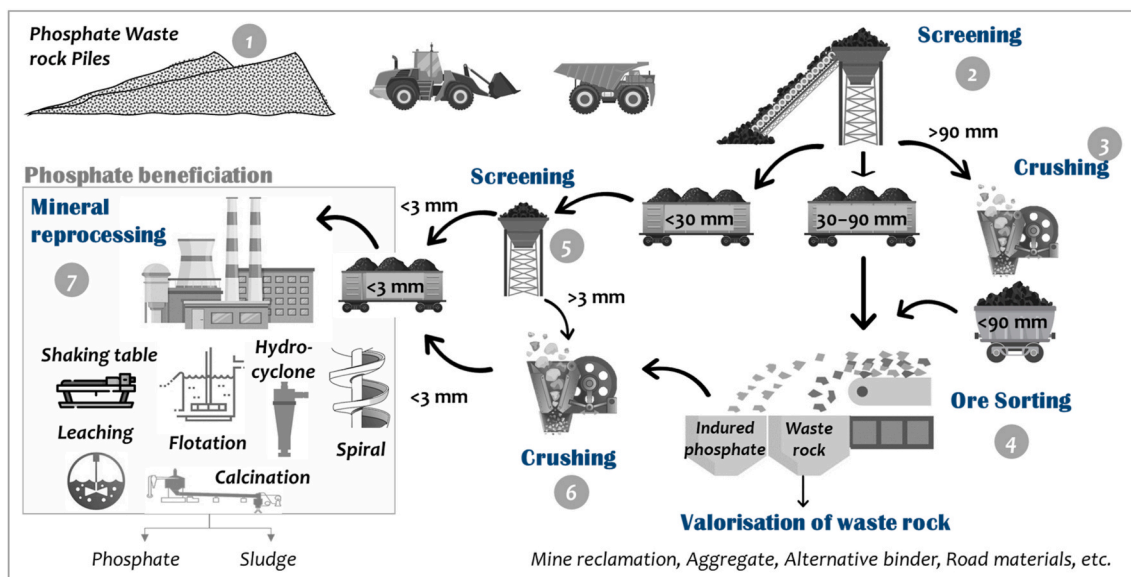 Phosphate Waste
rock Piles
1
Screening
2
>90 mm
3
Crushing
Phosphate beneficiation
Mineral
reprocessing
7
<3 mm
Screening
5
<30 mm
30–90 mm
<3 mm
>3 mm
<90 mm
Shaking table
Hydro-
cyclone
<3 mm
Leaching
Flotation
Spiral
Calcination
Crushing
6
Indured
phosphate
Waste
rock
Ore Sorting
4
Valorisation of waste rock
Phosphate
Sludge
Mine reclamation, Aggregate, Alternative binder, Road materials, etc.